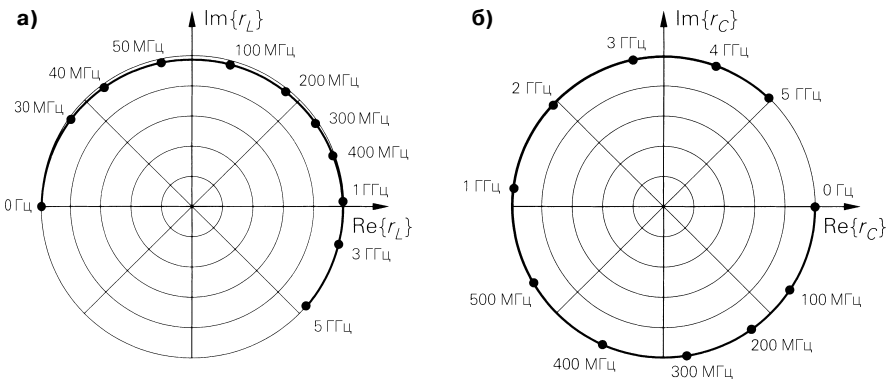 а)
Im{r_L}
50 МГц
100 МГц
40 МГц
200 МГц
30 МГц
300 МГц
400 МГц
0 Гц
1 ГГц
Re{r_L}
3 ГГц
5 ГГц
б)
Im{r_C}
3 ГГц
4 ГГц
2 ГГц
5 ГГц
1 ГГц
0 Гц
Re{r_C}
500 МГц
100 МГц
200 МГц
400 МГц
300 МГц